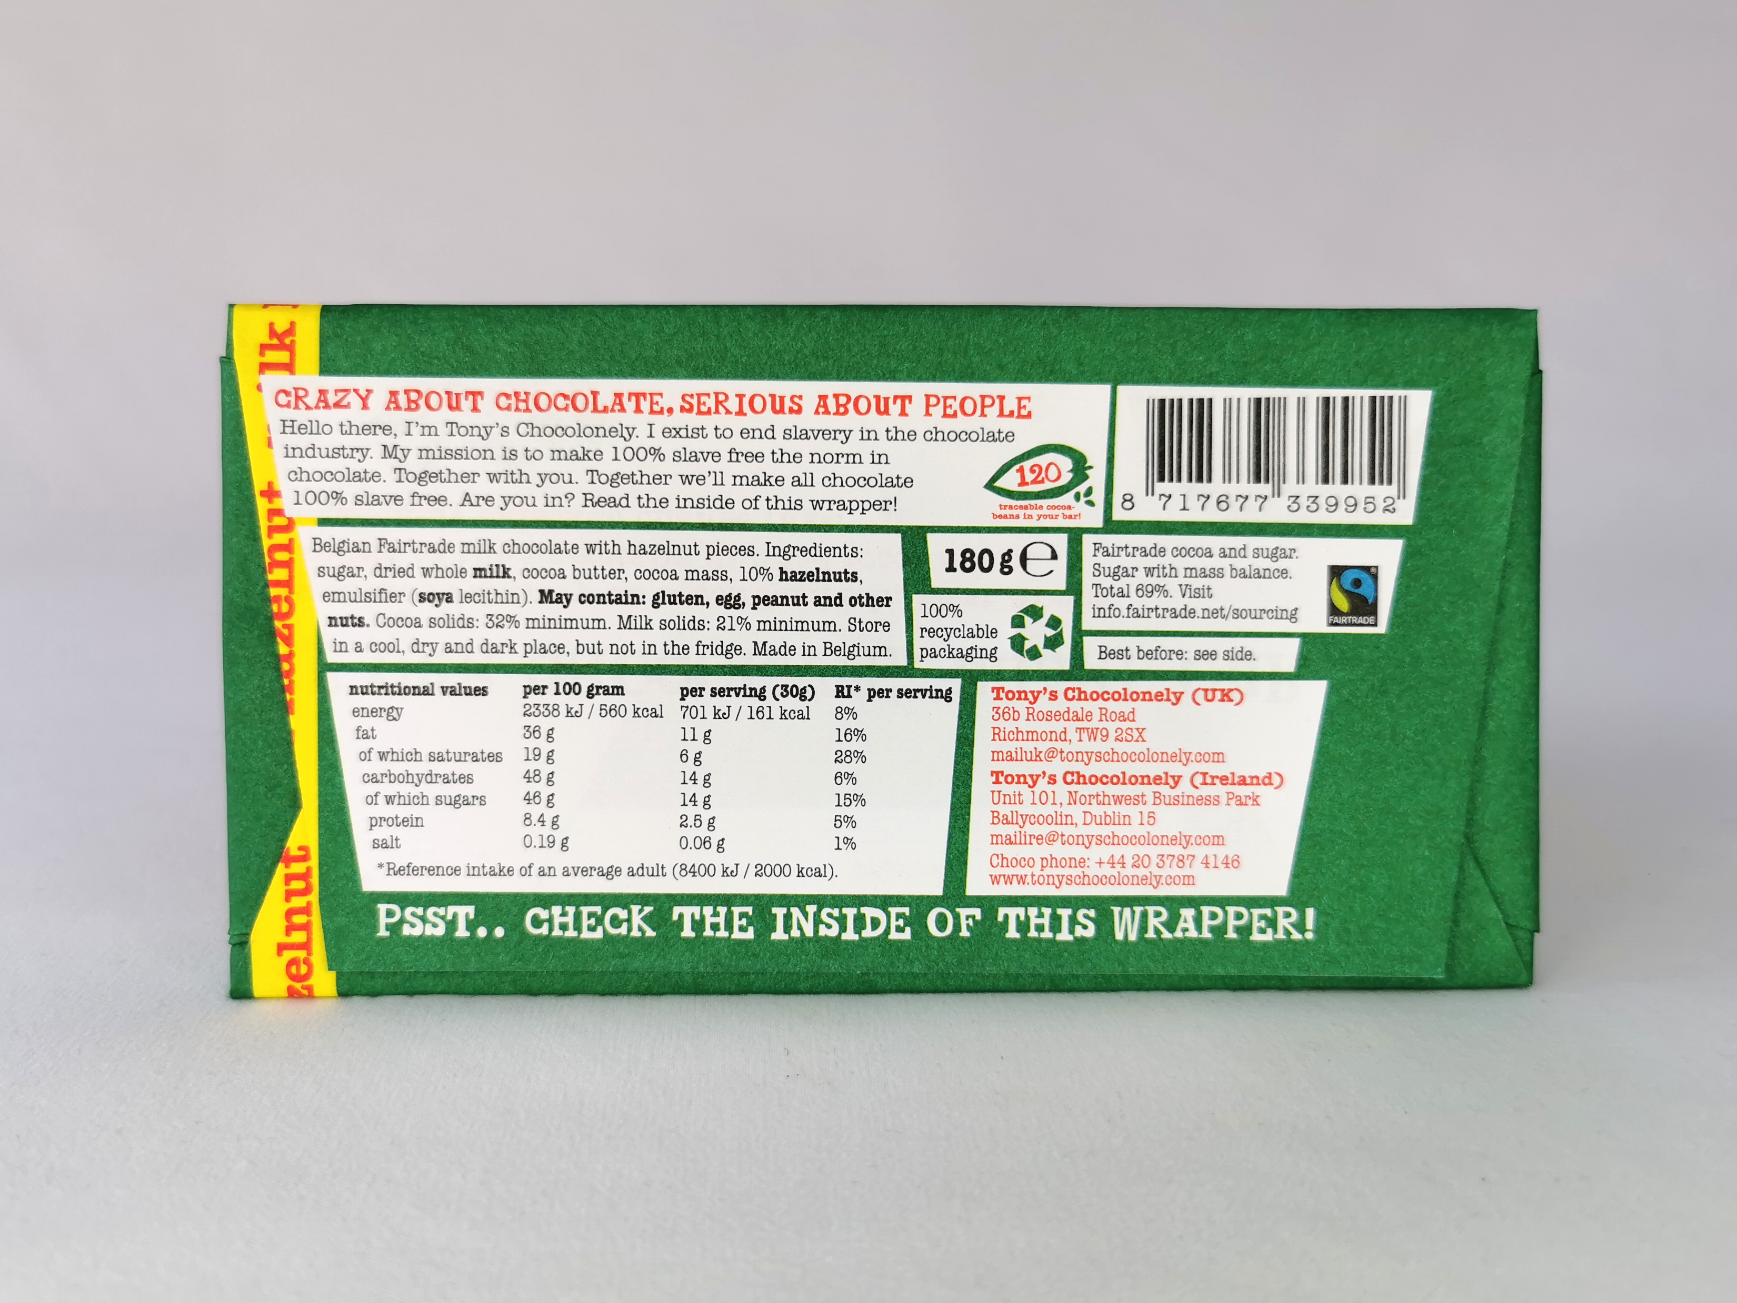 CRAZY ABOUT CHOCOLATE, SERIOUS ABOUT PEOPLE
Hello there, I'm Tony's Chocolonely. I exist to end slavery in the chocolate
industry. My mission is to make 100% slave free the norm in
chocolate. Together with you. Together we'll make all chocolate
100% slave free. Are you in? Read the inside of this wrapper!
120
traceable cocoa-
beans in your bar!
8 717677 339952
Belgian Fairtrade milk chocolate with hazelnut pieces. Ingredients:
sugar, dried whole milk, cocoa butter, cocoa mass, 10% hazelnuts,
emulsifier (soya lecithin). May contain: gluten, egg, peanut and other
nuts. Cocoa solids: 32% minimum. Milk solids: 21% minimum. Store
in a cool, dry and dark place, but not in the fridge. Made in Belgium.
180 g e
100%
recyclable
packaging
Fairtrade cocoa and sugar.
Sugar with mass balance.
Total 69%. Visit
info.fairtrade.net/sourcing
FAIRTRADE
Best before: see side.
nutritional values per 100 gram per serving (30g) RI* per serving
energy 2338 kJ / 560 kcal 701 kJ / 161 kcal 8%
fat 36 g 11 g 16%
of which saturates 19 g 6 g 28%
carbohydrates 48 g 14 g 6%
of which sugars 46 g 14 g 15%
protein 8.4 g 2.5 g 5%
salt 0.19 g 0.06 g 1%
*Reference intake of an average adult (8400 kJ / 2000 kcal).
Tony's Chocolonely (UK)
36b Rosedale Road
Richmond, TW9 2SX
mailuk@tonyschocolonely.com
Tony's Chocolonely (Ireland)
Unit 101, Northwest Business Park
Ballycoolin, Dublin 15
mailire@tonyschocolonely.com
Choco phone: +44 20 3787 4146
www.tonyschocolonely.com
PSST.. CHECK THE INSIDE OF THIS WRAPPER!
hazelnut
elnut